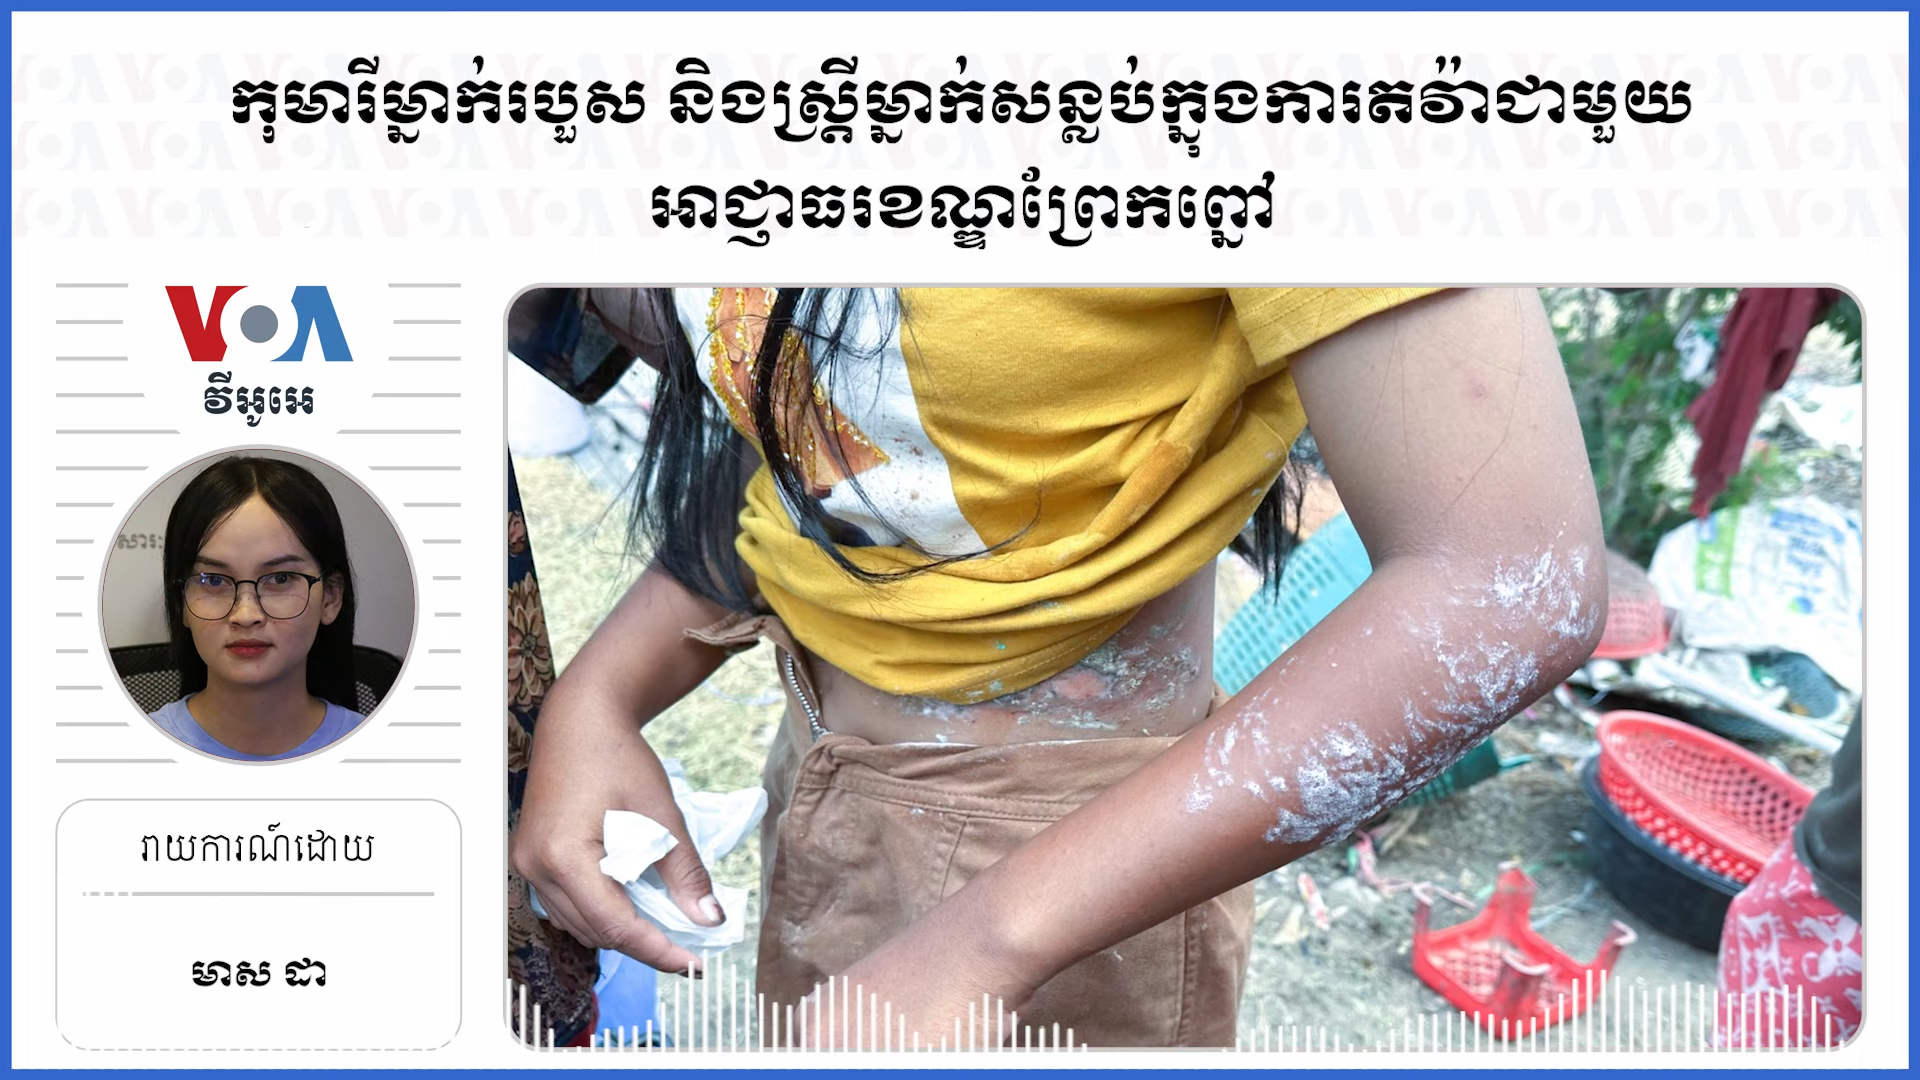 កុមារីម្នាក់របួស និងស្ត្រីម្នាក់សន្លប់ក្នុងការតវ៉ាជាមួយ
អាជ្ញាធរខណ្ឌព្រែកព្នៅ
VOA
វីអូអេ
សារៈ
រាយការណ៍ដោយ
មាស ដា